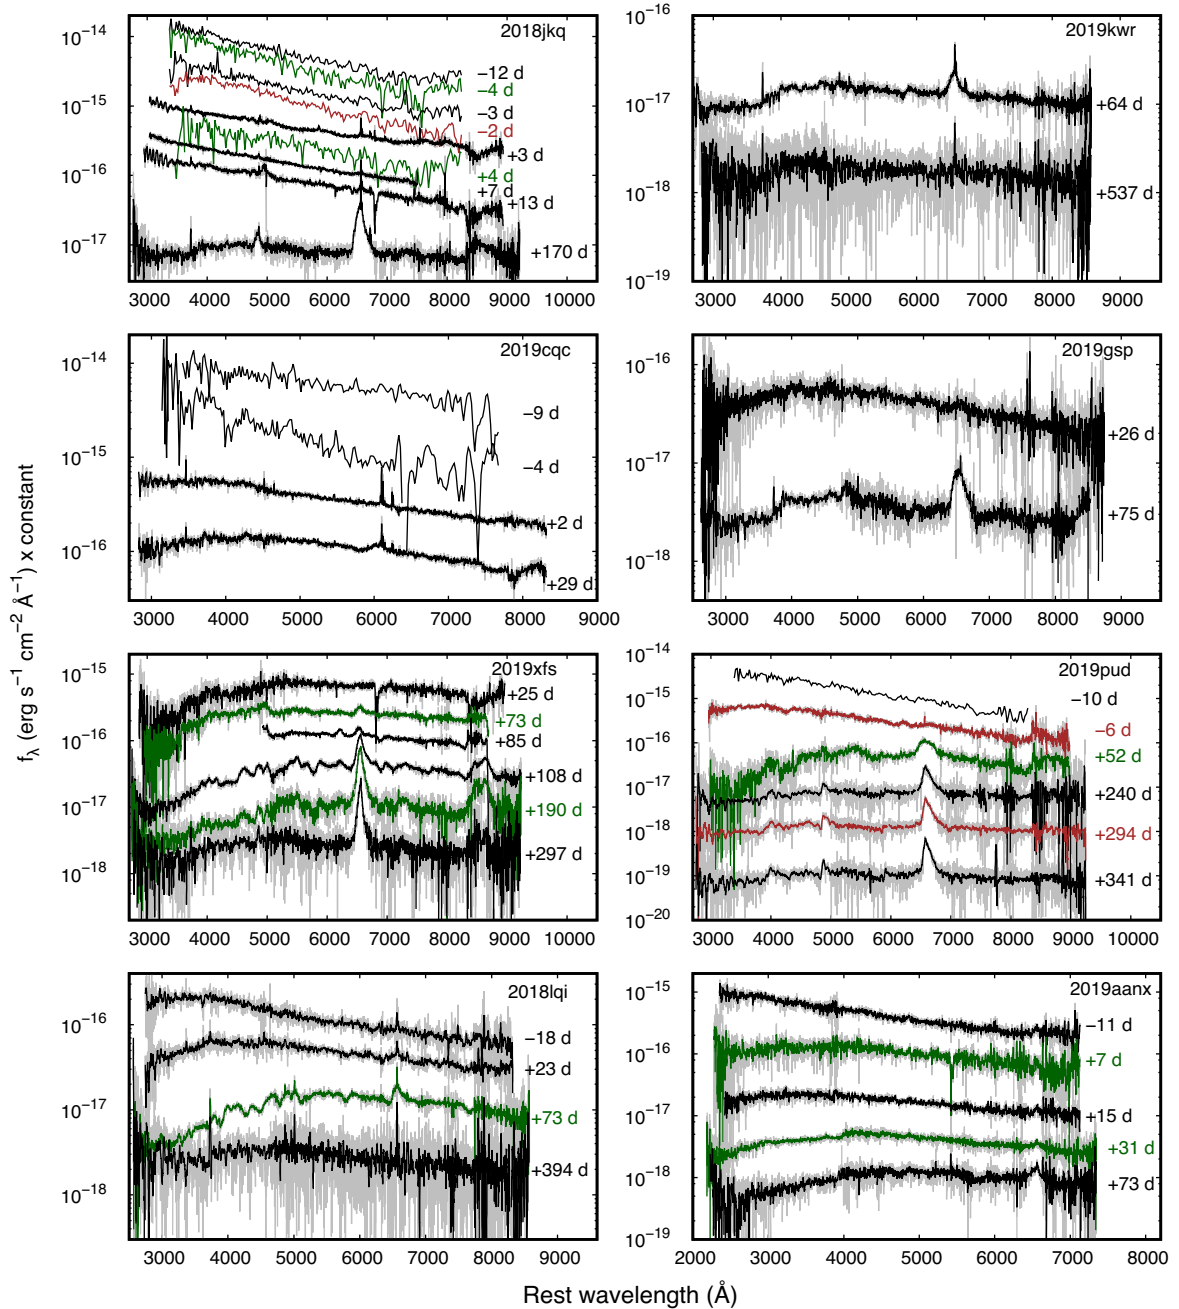 f_λ (erg s⁻¹ cm⁻² Å⁻¹) x constant
2018jkq
10⁻¹⁴
10⁻¹⁵
10⁻¹⁶
10⁻¹⁷
−12 d
−4 d
−3 d
−2 d
+3 d
+4 d
+7 d
+13 d
+170 d
3000 4000 5000 6000 7000 8000 9000 10000
2019kwr
10⁻¹⁶
10⁻¹⁷
10⁻¹⁸
10⁻¹⁹
+64 d
+537 d
3000 4000 5000 6000 7000 8000 9000
2019cqc
10⁻¹⁴
10⁻¹⁵
10⁻¹⁶
−9 d
−4 d
+2 d
+29 d
3000 4000 5000 6000 7000 8000 9000
2019gsp
10⁻¹⁶
10⁻¹⁷
10⁻¹⁸
+26 d
+75 d
3000 4000 5000 6000 7000 8000 9000
2019xfs
10⁻¹⁵
10⁻¹⁶
10⁻¹⁷
10⁻¹⁸
+25 d
+73 d
+85 d
+108 d
+190 d
+297 d
3000 4000 5000 6000 7000 8000 9000 10000
2019pud
10⁻¹⁴
10⁻¹⁵
10⁻¹⁶
10⁻¹⁷
10⁻¹⁸
10⁻¹⁹
10⁻²⁰
−10 d
−6 d
+52 d
+240 d
+294 d
+341 d
3000 4000 5000 6000 7000 8000 9000 10000
2018lqi
10⁻¹⁶
10⁻¹⁷
10⁻¹⁸
−18 d
+23 d
+73 d
+394 d
3000 4000 5000 6000 7000 8000 9000
2019aanx
10⁻¹⁵
10⁻¹⁶
10⁻¹⁷
10⁻¹⁸
10⁻¹⁹
−11 d
+7 d
+15 d
+31 d
+73 d
2000 3000 4000 5000 6000 7000 8000
Rest wavelength (Å)